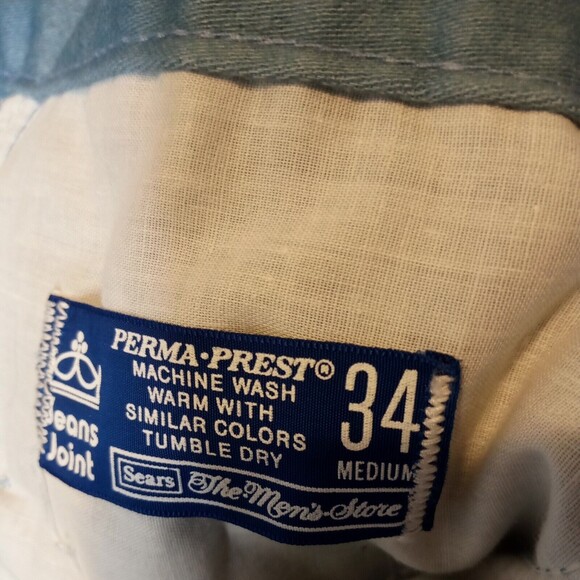 PERMA·PREST®
MACHINE WASH
WARM WITH
SIMILAR COLORS
TUMBLE DRY
34
MEDIUM
Jeans
Joint
Sears The Men's Store